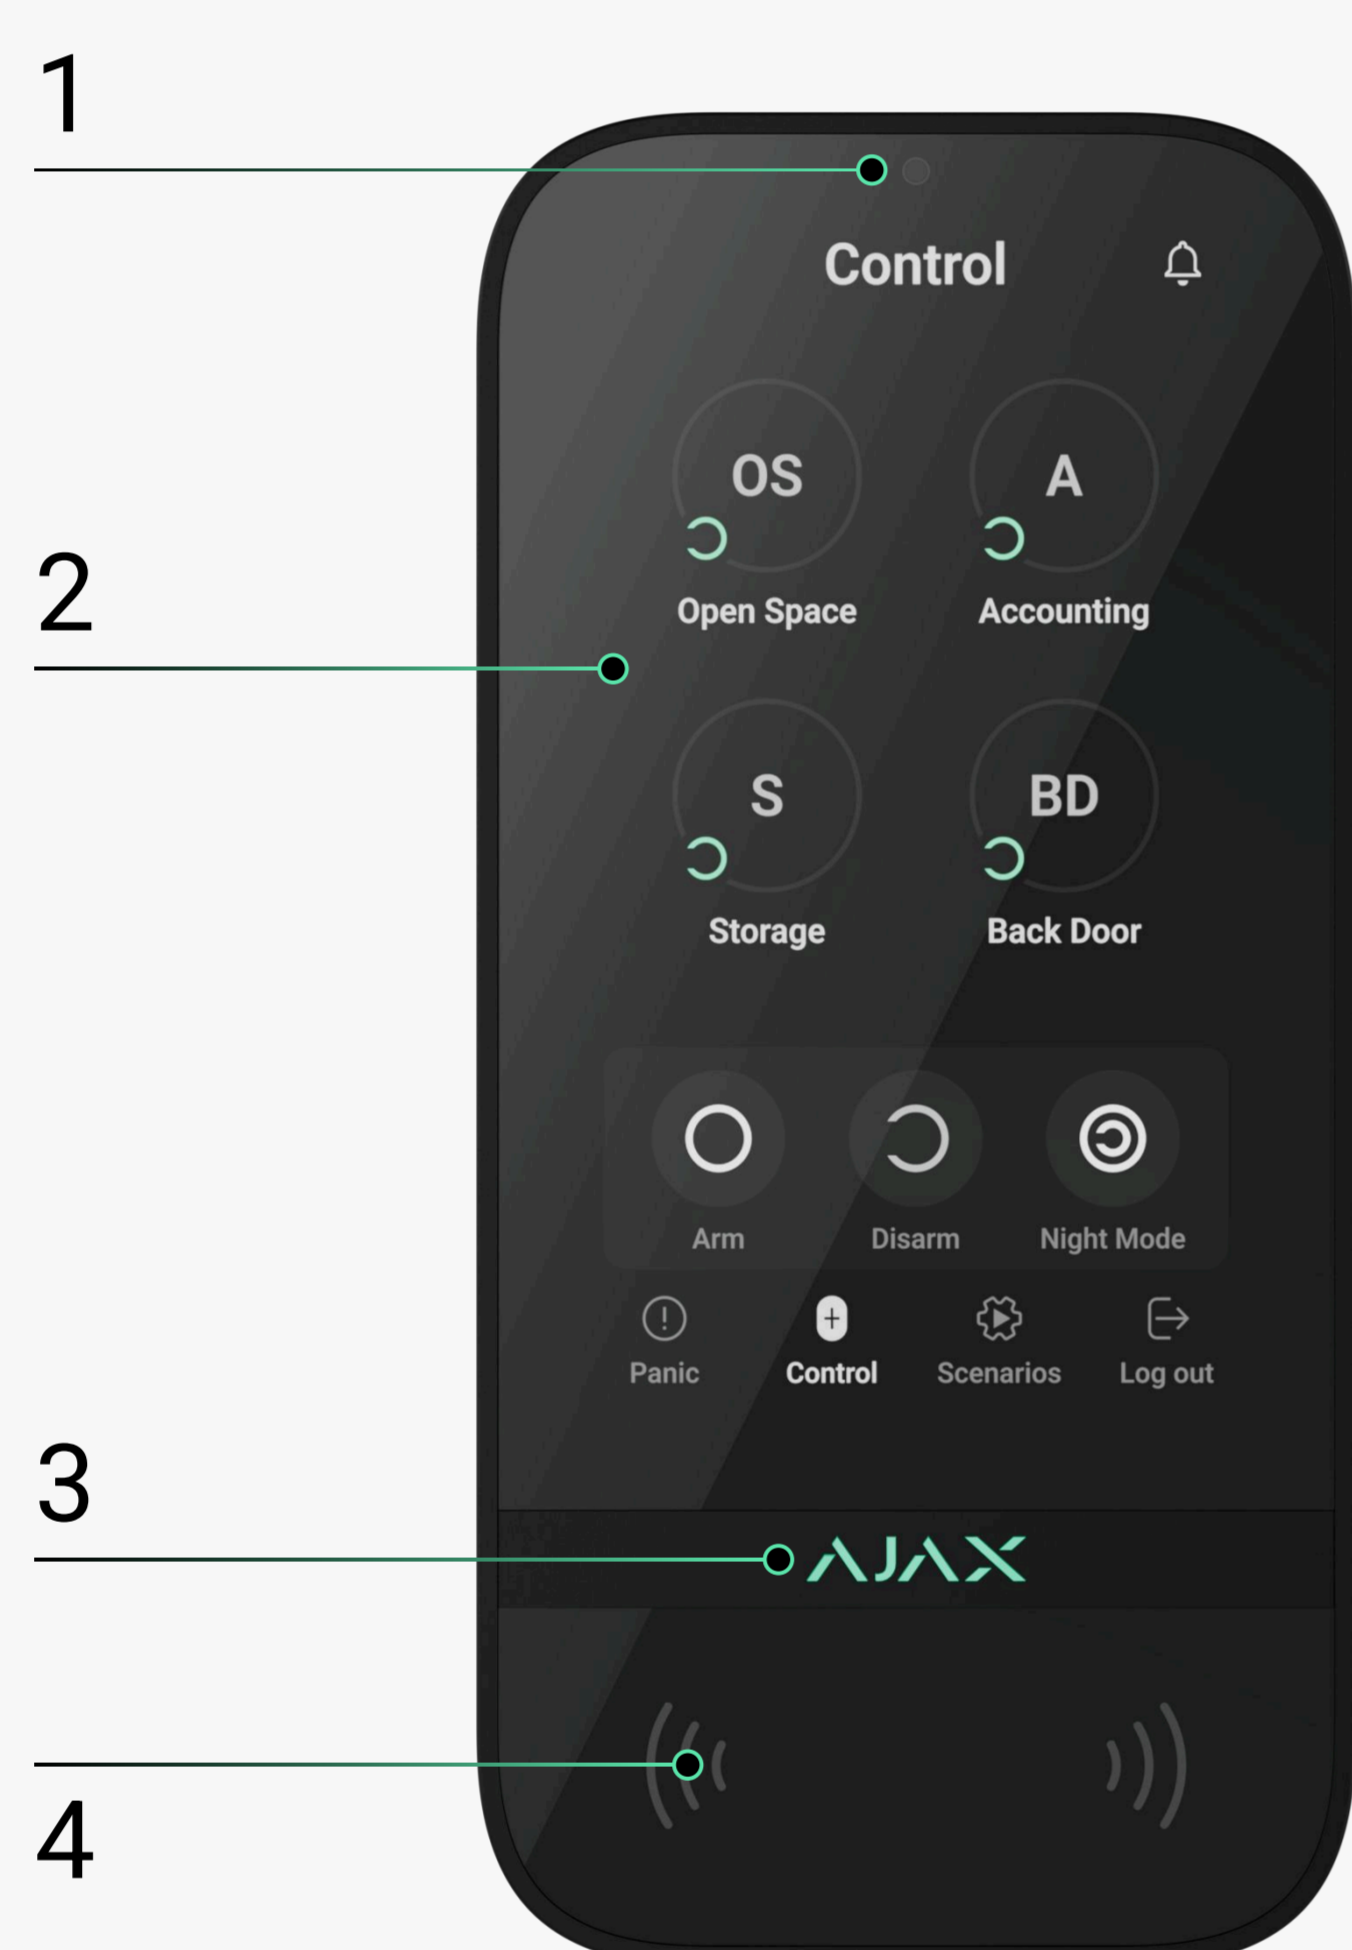 1
Control
OS A
Open Space Accounting
2
S BD
Storage Back Door
Arm Disarm Night Mode
Panic Control Scenarios Log out
3
AJAX
4